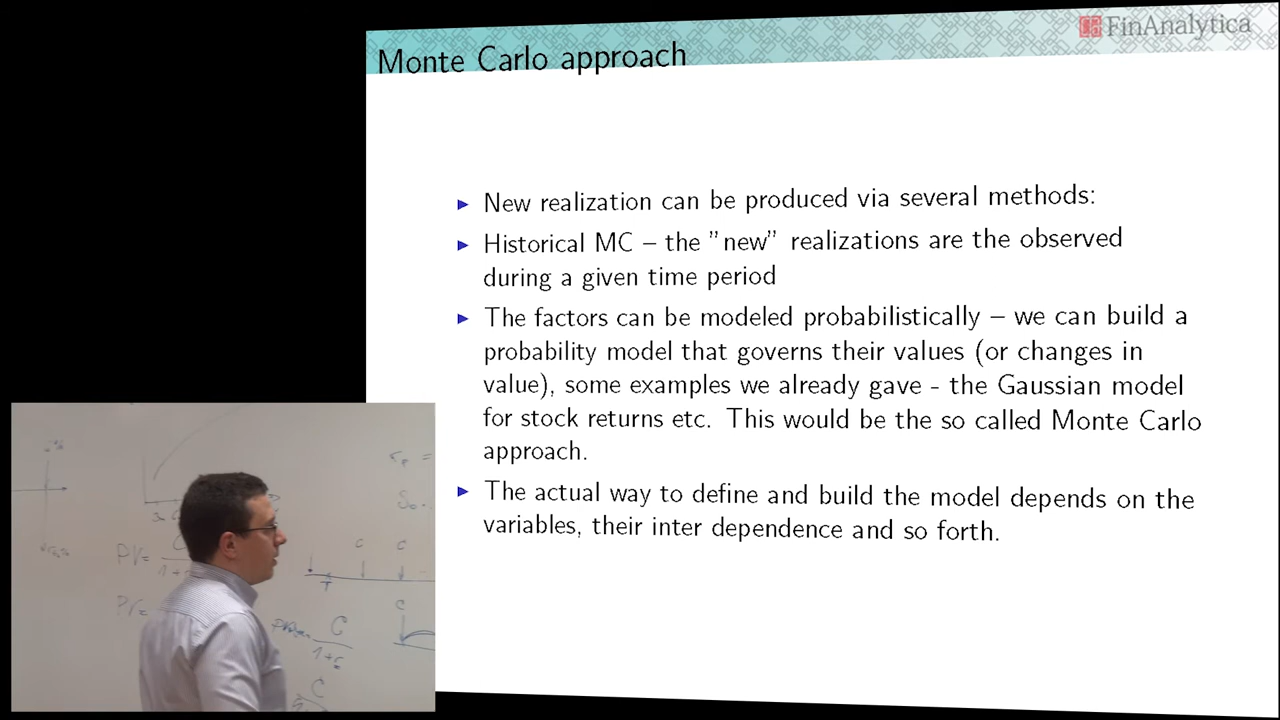 FinAnalytica
Monte Carlo approach
New realization can be produced via several methods:
Historical MC – the "new" realizations are the observed
during a given time period
The factors can be modeled probabilistically – we can build a
probability model that governs their values (or changes in
value), some examples we already gave - the Gaussian model
for stock returns etc. This would be the so called Monte Carlo
approach.
The actual way to define and build the model depends on the
variables, their inter dependence and so forth.
PV=
C
C
PV=
C
C
1+
C